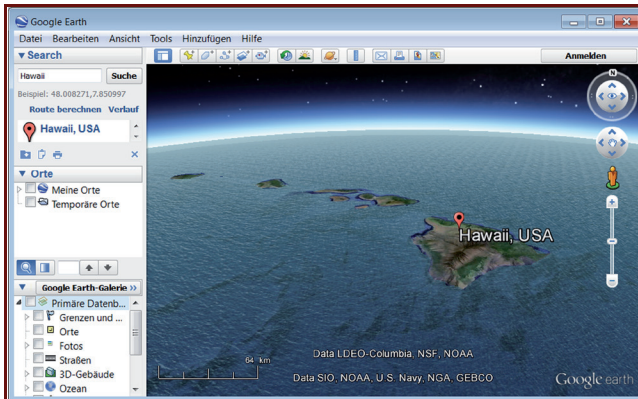 Google Earth
Datei Bearbeiten Ansicht Tools Hinzufügen Hilfe
Search
Anmelden
Hawaii Suche
Beispiel: 48.008271,7.850997
Route berechnen Verlauf
Hawaii, USA
Orte
Meine Orte
Temporäre Orte
Google Earth-Galerie »
Primäre Datenb...
Grenzen und ...
Orte
Fotos
Straßen
3D-Gebäude
Ozean
N
Hawaii, USA
64 km
Data LDEO-Columbia, NSF, NOAA
Data SIO, NOAA, U.S. Navy, NGA, GEBCO
Google earth